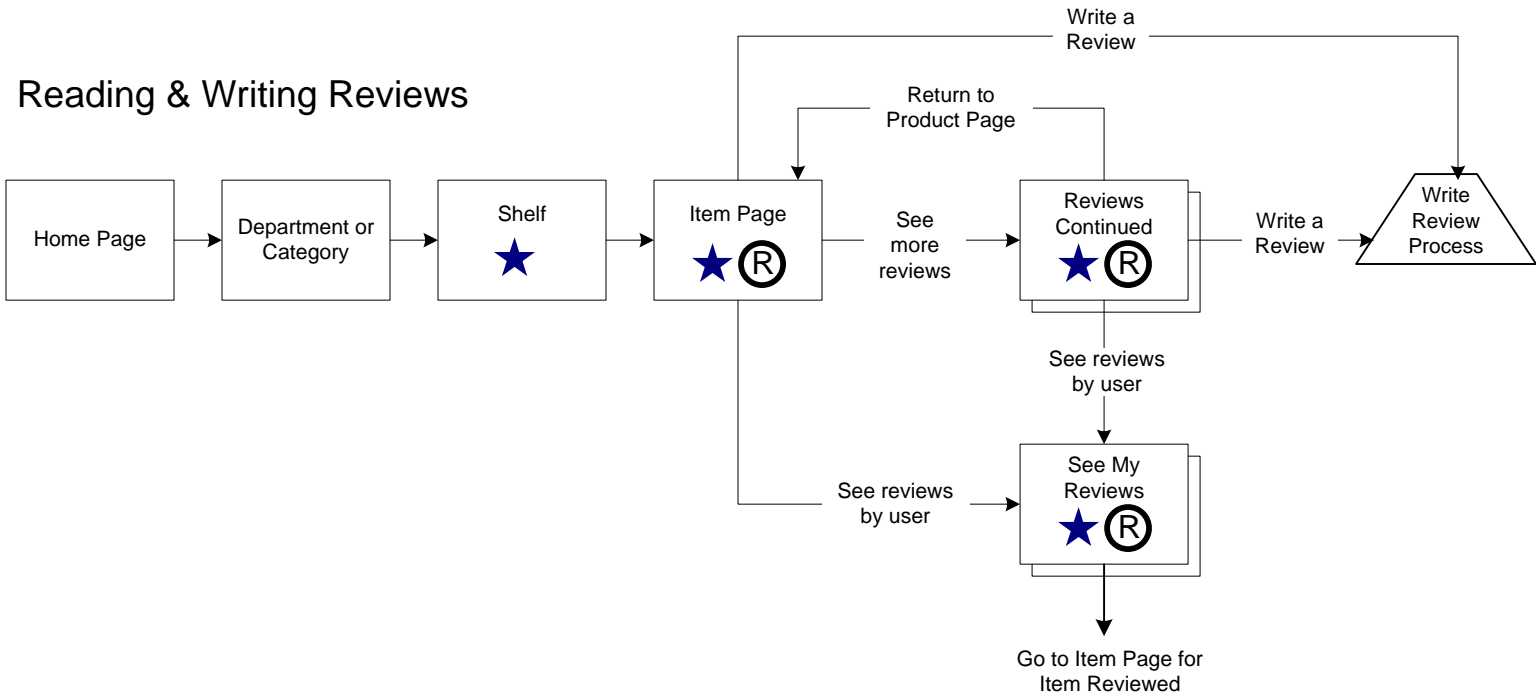 Write a
Review
Reading & Writing Reviews
Return to
Product Page
Home Page
Department or
Category
Shelf
Item Page
R
See
more
reviews
Reviews
Continued
R
Write a
Review
Write
Review
Process
See reviews
by user
See reviews
by user
See My
Reviews
R
Go to Item Page for
Item Reviewed